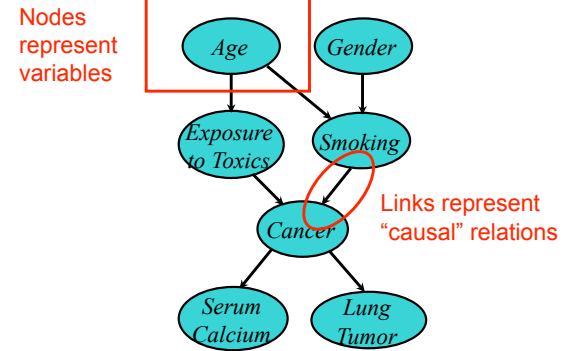 Nodes
represent
variables
Age
Gender
Exposure
to Toxics
Smoking
Links represent
“causal” relations
Cancer
Serum
Calcium
Lung
Tumor